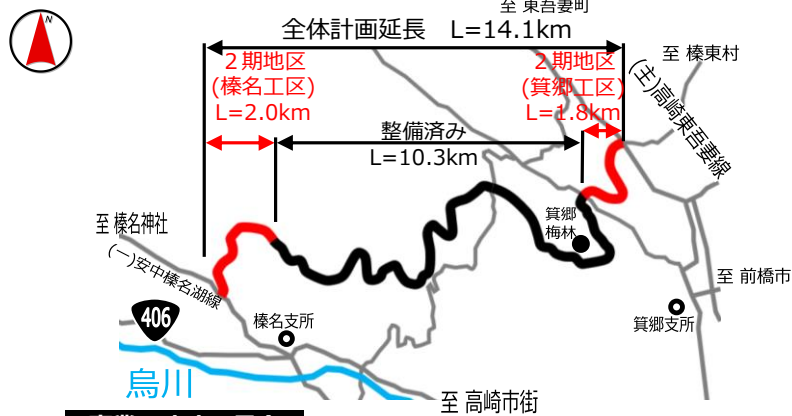 至 東吾妻町
N
全体計画延長 L=14.1km
2期地区
(榛名工区)
L=2.0km
2期地区
(箕郷工区)
L=1.8km
至 榛東村
(主)高崎東吾妻線
整備済み
L=10.3km
至 榛名神社
(一)安中榛名湖線
箕郷
梅林
至 前橋市
406
榛名支所
箕郷支所
烏川
至 高崎市街